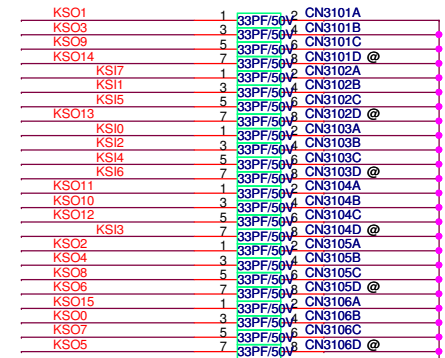 KSO1 1 33PF/50V 2 CN3101A
KSO3 3 33PF/50V 4 CN3101B
KSO9 5 33PF/50V 6 CN3101C
KSO14 7 33PF/50V 8 CN3101D @
KSI7 1 33PF/50V 2 CN3102A
KSI1 3 33PF/50V 4 CN3102B
KSI5 5 33PF/50V 6 CN3102C
KSO13 7 33PF/50V 8 CN3102D @
KSI0 1 33PF/50V 2 CN3103A
KSI2 3 33PF/50V 4 CN3103B
KSI4 5 33PF/50V 6 CN3103C
KSI6 7 33PF/50V 8 CN3103D @
KSO11 1 33PF/50V 2 CN3104A
KSO10 3 33PF/50V 4 CN3104B
KSO12 5 33PF/50V 6 CN3104C
KSI3 7 33PF/50V 8 CN3104D @
KSO2 1 33PF/50V 2 CN3105A
KSO4 3 33PF/50V 4 CN3105B
KSO8 5 33PF/50V 6 CN3105C
KSO6 7 33PF/50V 8 CN3105D @
KSO15 1 33PF/50V 2 CN3106A
KSO0 3 33PF/50V 4 CN3106B
KSO7 5 33PF/50V 6 CN3106C
KSO5 7 33PF/50V 8 CN3106D @